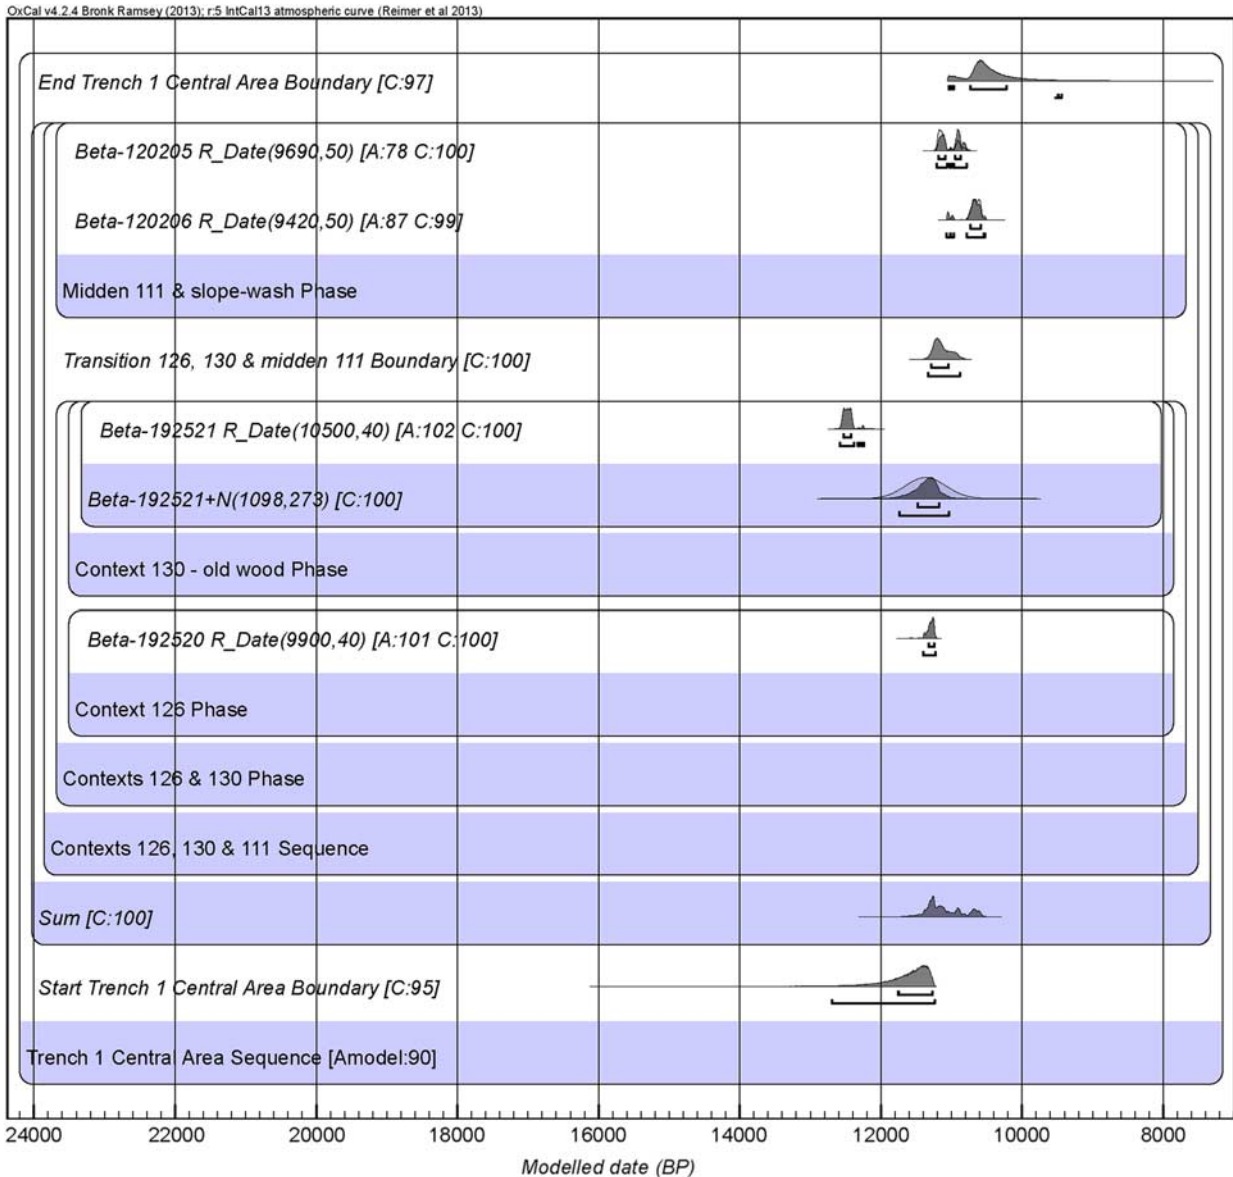 OxCal v4.2.4 Bronk Ramsey (2013); r:5 IntCal13 atmospheric curve (Reimer et al 2013)
End Trench 1 Central Area Boundary [C:97]
Beta-120205 R_Date(9690,50) [A:78 C:100]
Beta-120206 R_Date(9420,50) [A:87 C:99]
Midden 111 & slope-wash Phase
Transition 126, 130 & midden 111 Boundary [C:100]
Beta-192521 R_Date(10500,40) [A:102 C:100]
Beta-192521+N(1098,273) [C:100]
Context 130 - old wood Phase
Beta-192520 R_Date(9900,40) [A:101 C:100]
Context 126 Phase
Contexts 126 & 130 Phase
Contexts 126, 130 & 111 Sequence
Sum [C:100]
Start Trench 1 Central Area Boundary [C:95]
Trench 1 Central Area Sequence [Amodel:90]
24000 22000 20000 18000 16000 14000 12000 10000 8000
Modelled date (BP)